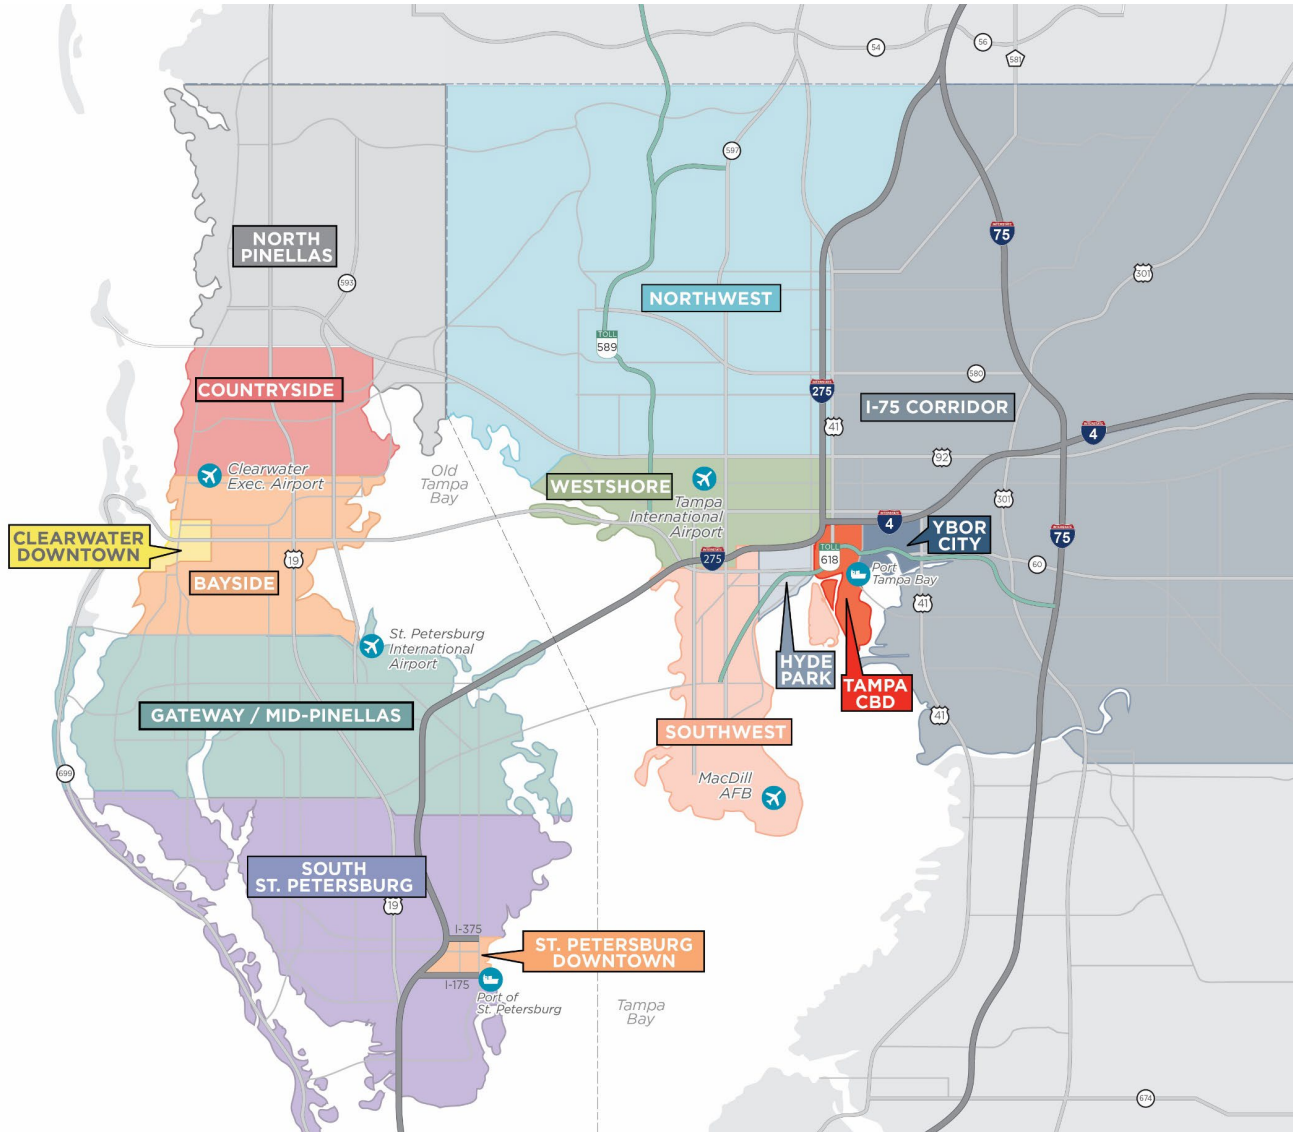 54
56
581
597
75
NORTH
PINELLAS
593
301
NORTHWEST
TOLL
589
580
COUNTRYSIDE
275
I-75 CORRIDOR
41
4
92
Clearwater
Exec. Airport
Old
Tampa
Bay
WESTSHORE
Tampa
International
Airport
301
4
YBOR
CITY
75
CLEARWATER
DOWNTOWN
19
BAYSIDE
275
TOLL
618
Port
Tampa Bay
60
41
St. Petersburg
International
Airport
HYDE
PARK
TAMPA
CBD
GATEWAY / MID-PINELLAS
41
SOUTHWEST
699
MacDill
AFB
SOUTH
ST. PETERSBURG
19
I-375
ST. PETERSBURG
DOWNTOWN
I-175
Port of
St. Petersburg
Tampa
Bay
674